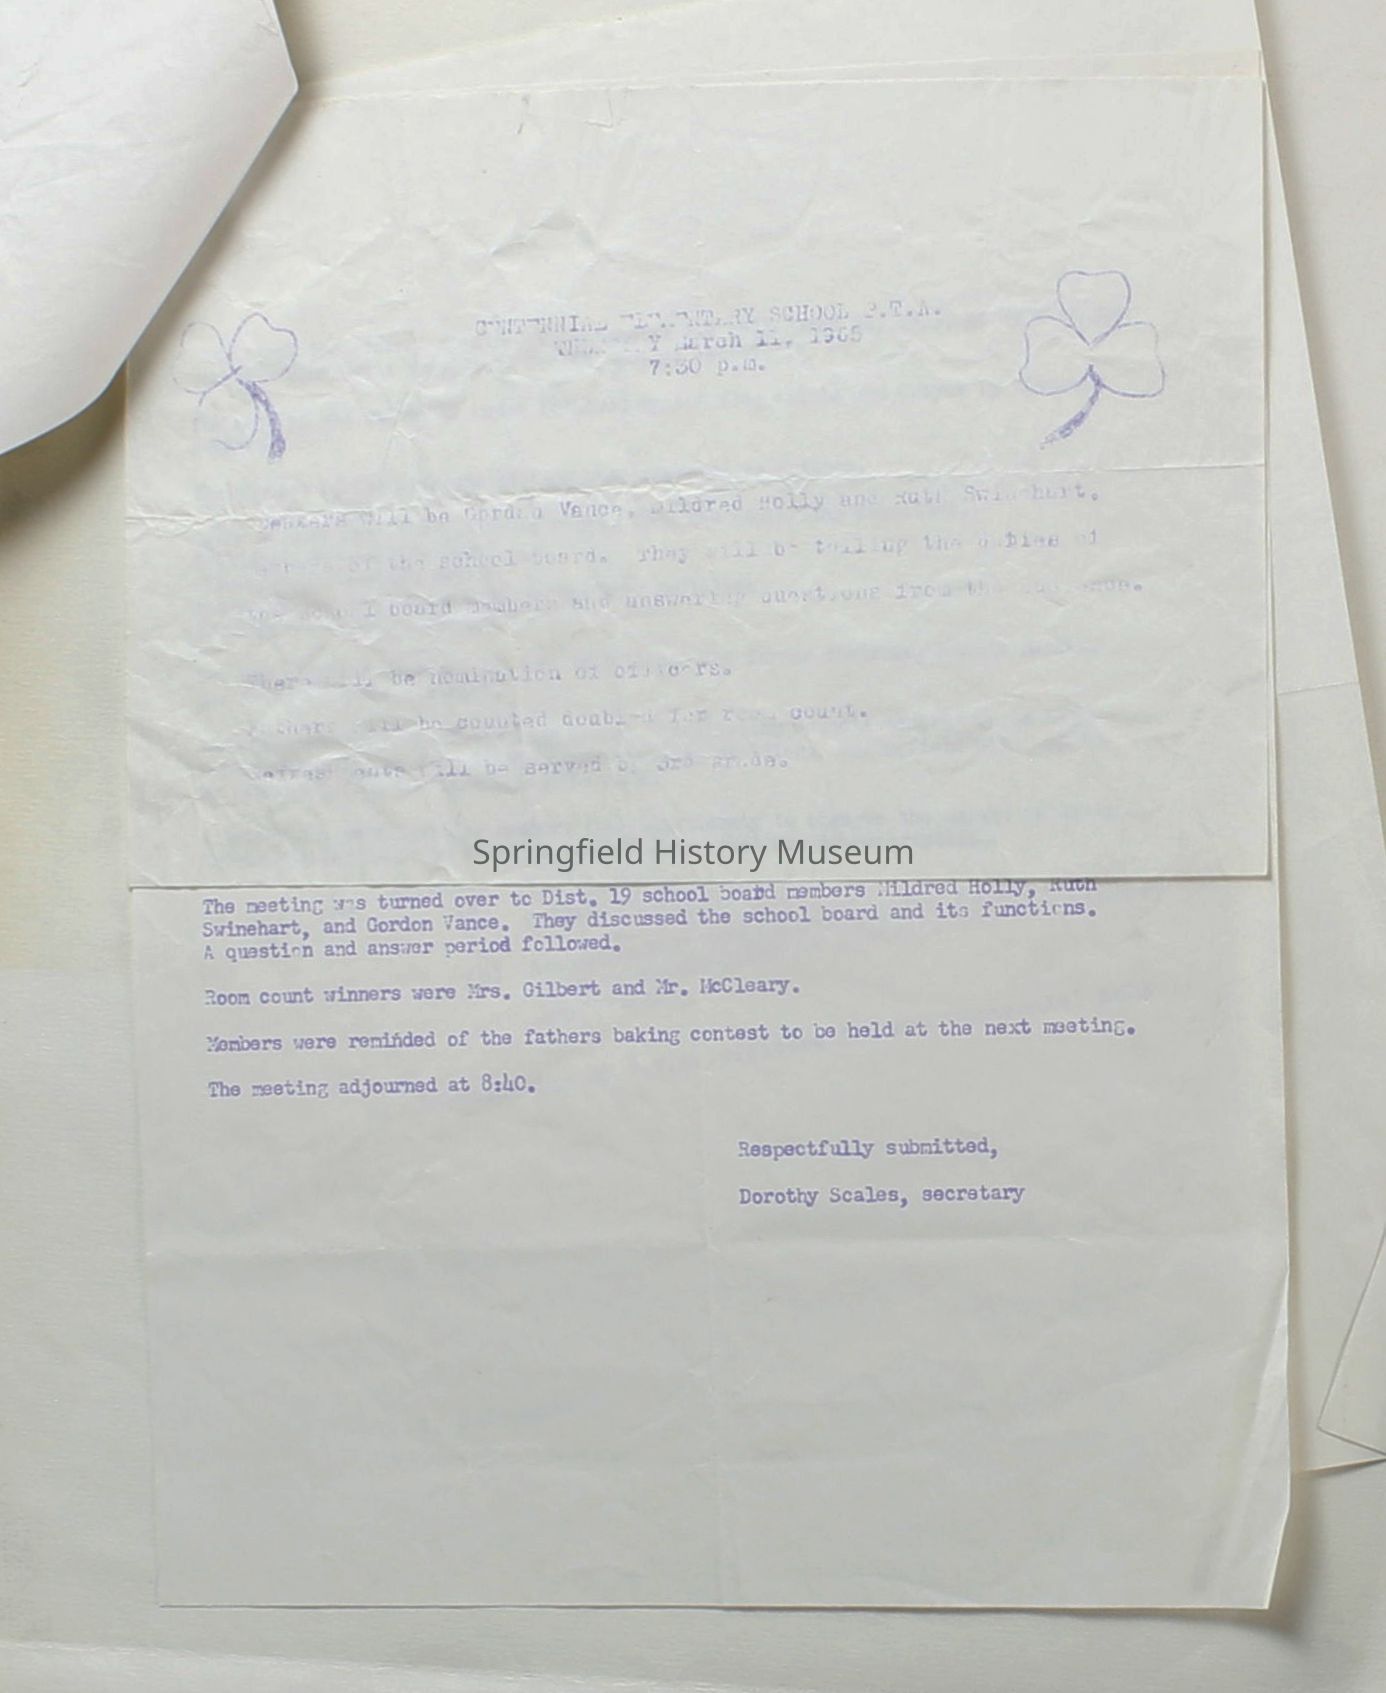 CENTENNIAL ELEMENTARY SCHOOL P.T.A.
THURSDAY March 11, 1965
7:30 p.m.
Speakers will be Gordon Vance, Mildred Holly and Ruth Swinehart,
members of the school board. They will be telling the duties of
the school board members and answering questions from the audience.
There will be nomination of officers.
will be counted double for room count.
Refreshments will be served by 3rd grade.
Springfield History Museum
The meeting was turned over to Dist. 19 school board members Mildred Holly, Ruth
Swinehart, and Gordon Vance. They discussed the school board and its functions.
A question and answer period followed.
Room count winners were Mrs. Gilbert and Mr. McCleary.
Members were reminded of the fathers baking contest to be held at the next meeting.
The meeting adjourned at 8:40.
Respectfully submitted,
Dorothy Scales, secretary